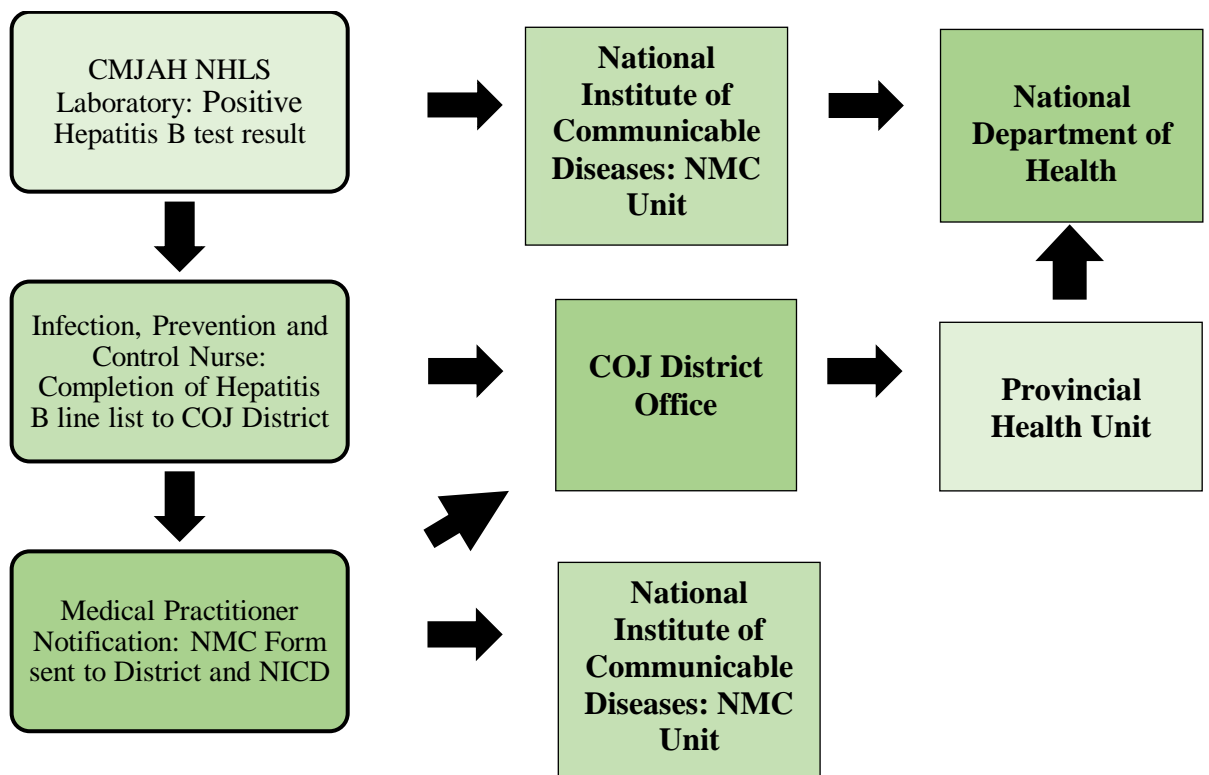 CMJAH NHLS
Laboratory: Positive
Hepatitis B test result
National
Institute of
Communicable
Diseases: NMC
Unit
National
Department of
Health
Infection, Prevention and
Control Nurse:
Completion of Hepatitis
B line list to COJ District
COJ District
Office
Provincial
Health Unit
Medical Practitioner
Notification: NMC Form
sent to District and NICD
National
Institute of
Communicable
Diseases: NMC
Unit